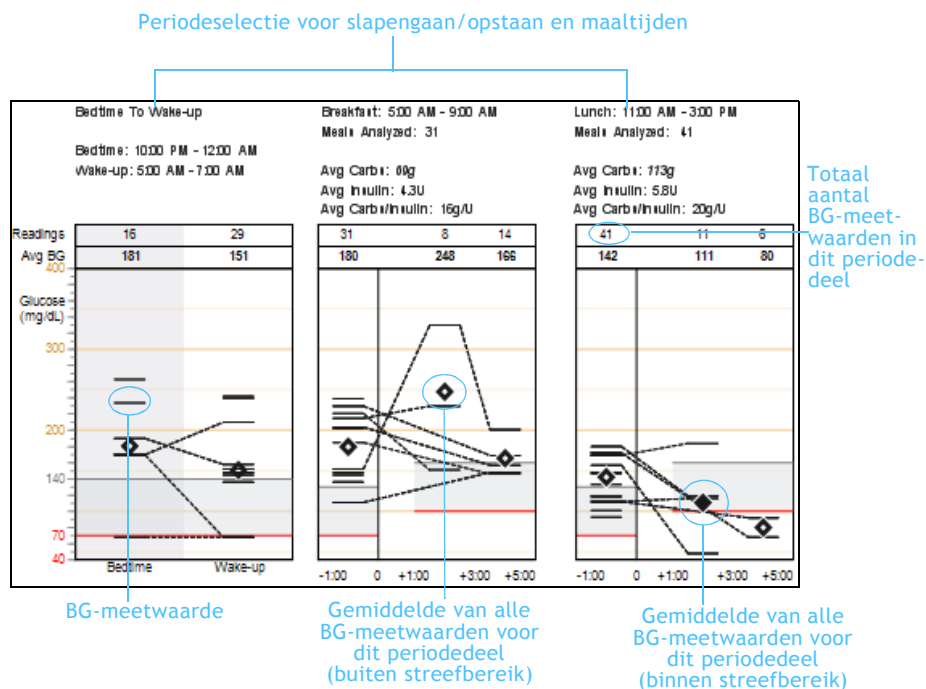 Periodeselectie voor slapengaan/opstaan en maaltijden
Bedtime To Wake-up
Bedtime: 10:00 PM - 12:00 AM
Wake-up: 5:00 AM - 7:00 AM
Breakfast: 5:00 AM - 9:00 AM
Meals Analyzed: 31
Avg Carbs: 69g
Avg Insulin: 4.3U
Avg Carbs/Insulin: 16g/U
Lunch: 11:00 AM - 3:00 PM
Meals Analyzed: 41
Avg Carbs: 113g
Avg Insulin: 5.8U
Avg Carbs/Insulin: 20g/U
Totaal
aantal
BG-meet-
waarden in
dit periode-
deel
Readings 16 29 31 8 14 41 11 6
Avg BG 181 151 180 248 166 142 111 80
400
Glucose
(mg/dL)
300
200
140
70
40
Bedtime Wake-up
-1:00 0 +1:00 +3:00 +5:00
-1:00 0 +1:00 +3:00 +5:00
BG-meetwaarde
Gemiddelde van alle
BG-meetwaarden voor
dit periodedeel
(buiten streefbereik)
Gemiddelde van alle
BG-meetwaarden voor
dit periodedeel
(binnen streefbereik)